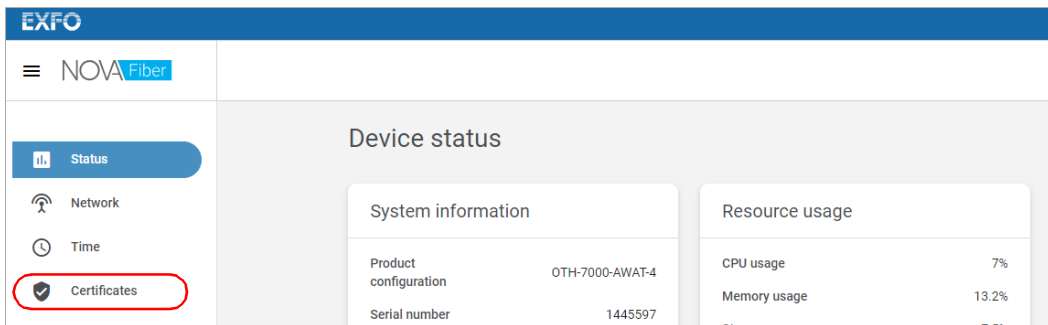 EXFO
NOVA Fiber
Device status
Status
Network
Time
Certificates
System information
Product configuration OTH-7000-AWAT-4
Serial number 1445597
Resource usage
CPU usage 7%
Memory usage 13.2%